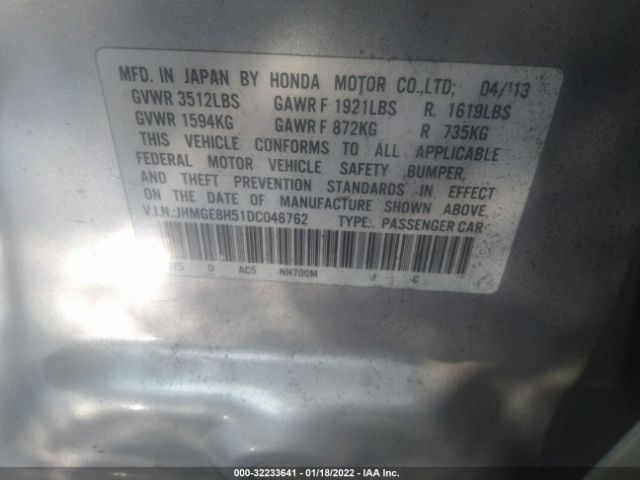 MFD. IN JAPAN BY HONDA MOTOR CO.,LTD; 04/'13
GVWR 3512LBS GAWR F 1921LBS R. 1619LBS
GVWR 1594KG GAWR F 872KG R 735KG
THIS VEHICLE CONFORMS TO ALL APPLICABLE
FEDERAL MOTOR VEHICLE SAFETY BUMPER,
AND THEFT PREVENTION STANDARDS IN EFFECT
ON THE DATE OF MANUFACTURE SHOWN ABOVE.
V.I.N.:JHMGE8H51DC046762 TYPE: PASSENGER CAR
D AC5 NH700M J C
000-32233641 - 01/18/2022 - IAA Inc.